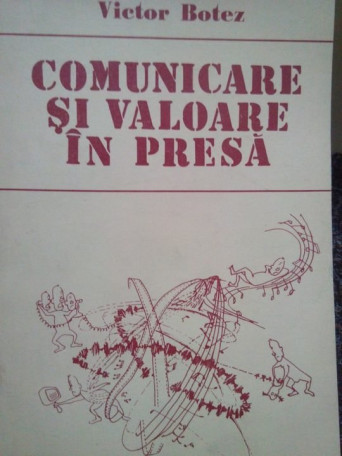 Victor Botez
COMUNICARE
ŞI VALOARE
ÎN PRESĂ